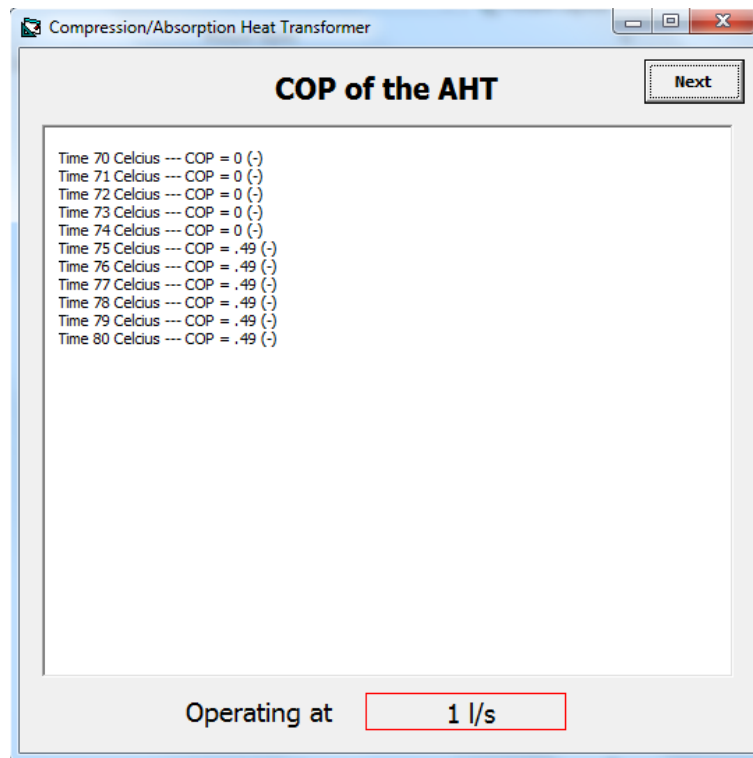 Compression/Absorption Heat Transformer
COP of the AHT
Next
Time 70 Celcius --- COP = 0 (-)
Time 71 Celcius --- COP = 0 (-)
Time 72 Celcius --- COP = 0 (-)
Time 73 Celcius --- COP = 0 (-)
Time 74 Celcius --- COP = 0 (-)
Time 75 Celcius --- COP = .49 (-)
Time 76 Celcius --- COP = .49 (-)
Time 77 Celcius --- COP = .49 (-)
Time 78 Celcius --- COP = .49 (-)
Time 79 Celcius --- COP = .49 (-)
Time 80 Celcius --- COP = .49 (-)
Operating at 1 l/s